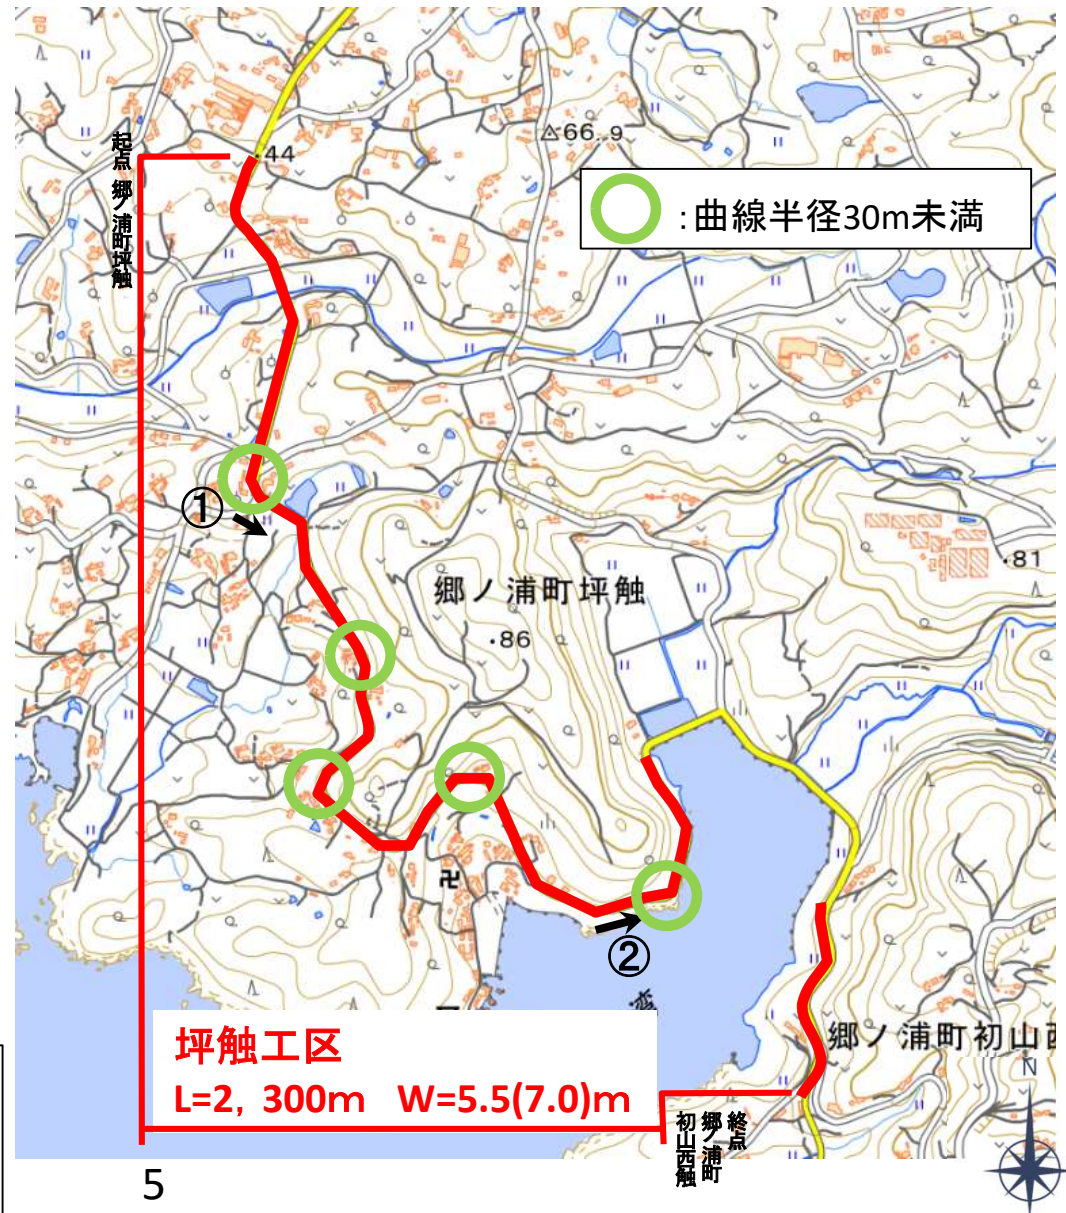 起点 郷ノ浦町坪触
44
66.9
:曲線半径30m未満
①
郷ノ浦町坪触
・86
・81
②
郷ノ浦町初山西
N
坪触工区
L=2，300m W=5.5(7.0)m
終点
郷ノ浦町
初山西触
5